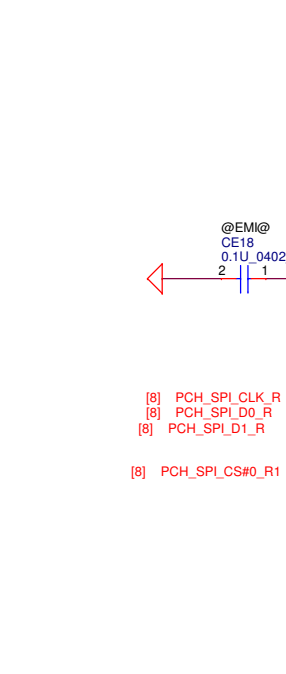 @EMI@
CE18
0.1U_0402
2 1
[8] PCH_SPI_CLK_R
[8] PCH_SPI_D0_R
[8] PCH_SPI_D1_R
[8] PCH_SPI_CS#0_R1